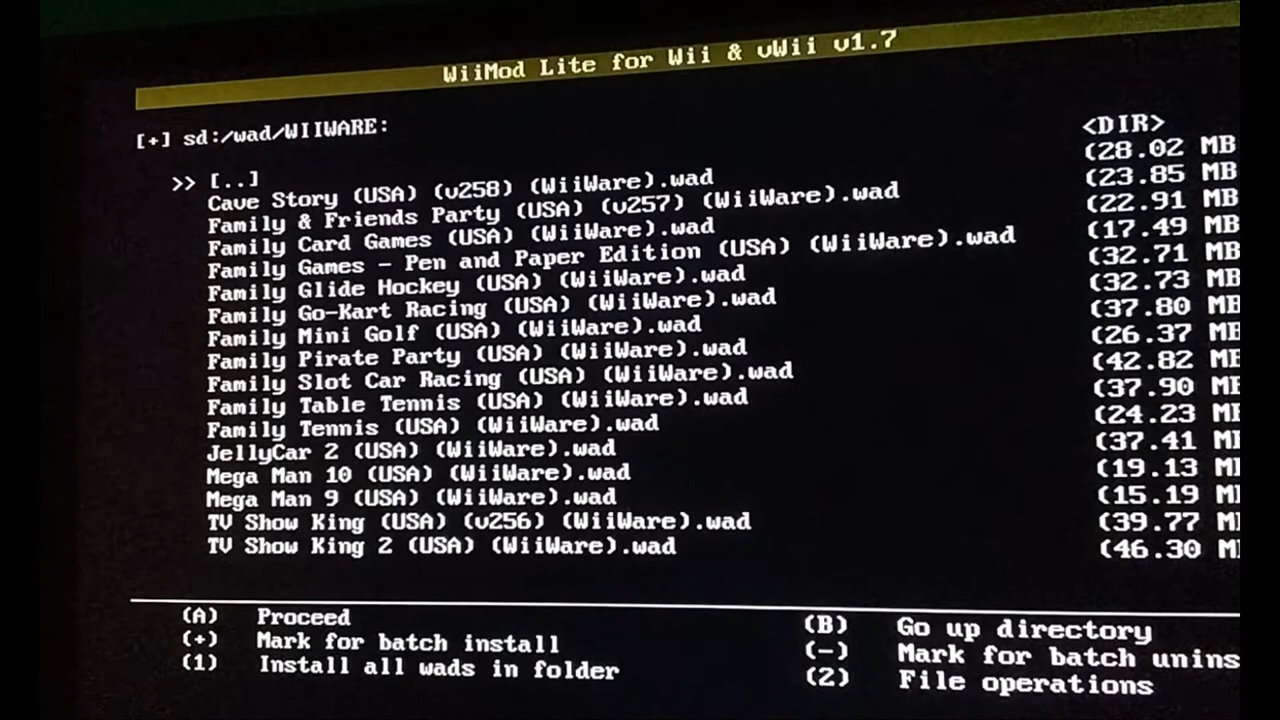 WiiMod Lite for Wii & vWii v1.7
[+] sd:/wad/WIIWARE:
>> [..] <DIR>
Cave Story (USA) (v258) (WiiWare).wad (28.02 MB
Family & Friends Party (USA) (v257) (WiiWare).wad (23.85 MB
Family Card Games (USA) (WiiWare).wad (22.91 MB
Family Games - Pen and Paper Edition (USA) (WiiWare).wad (17.49 MB
Family Glide Hockey (USA) (WiiWare).wad (32.71 MB
Family Go-Kart Racing (USA) (WiiWare).wad (32.73 MB
Family Mini Golf (USA) (WiiWare).wad (37.80 MB
Family Pirate Party (USA) (WiiWare).wad (26.37 MB
Family Slot Car Racing (USA) (WiiWare).wad (42.82 MB
Family Table Tennis (USA) (WiiWare).wad (37.90 MB
Family Tennis (USA) (WiiWare).wad (24.23 MB
JellyCar 2 (USA) (WiiWare).wad (37.41 M
Mega Man 10 (USA) (WiiWare).wad (19.13 M
Mega Man 9 (USA) (WiiWare).wad (15.19 M
TV Show King (USA) (v256) (WiiWare).wad (39.77 M
TV Show King 2 (USA) (WiiWare).wad (46.30 M
(A) Proceed (B) Go up directory
(+) Mark for batch install (-) Mark for batch unins
(1) Install all wads in folder (2) File operations